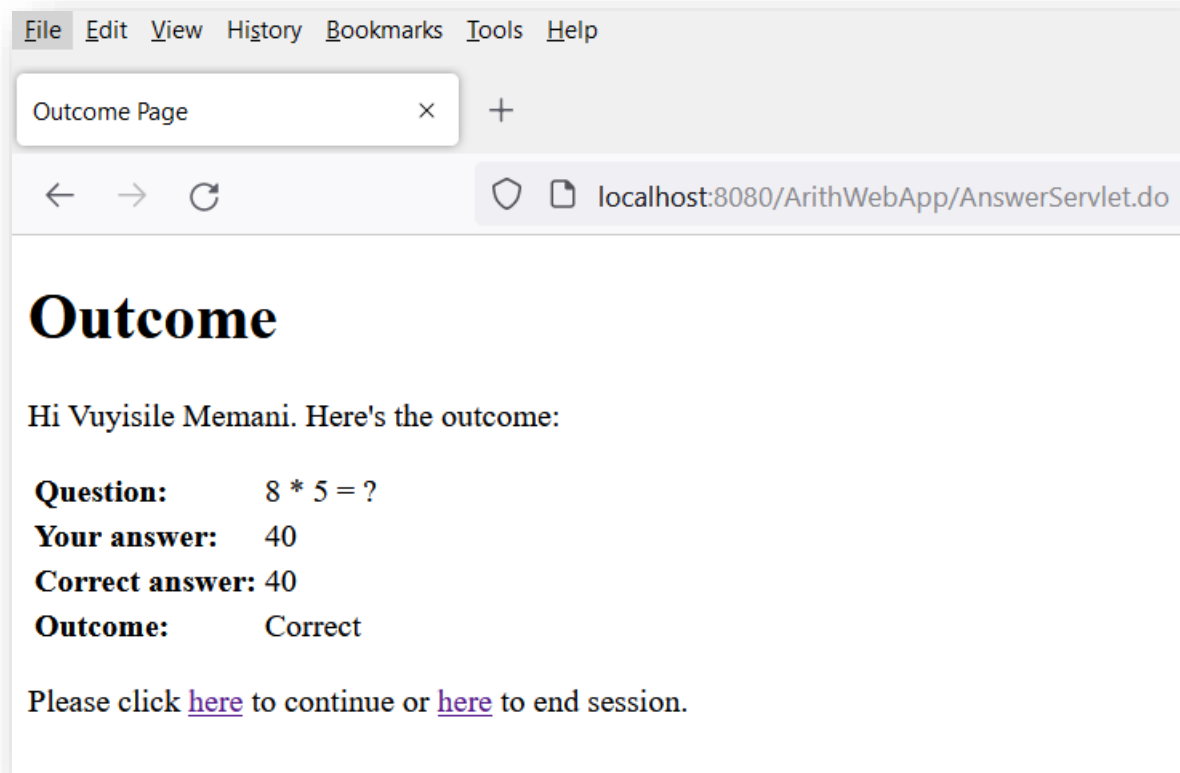 File Edit View History Bookmarks Tools Help
Outcome Page
localhost:8080/ArithWebApp/AnswerServlet.do
Outcome
Hi Vuyisile Memani. Here's the outcome:
Question: 8 * 5 = ?
Your answer: 40
Correct answer: 40
Outcome: Correct
Please click here to continue or here to end session.